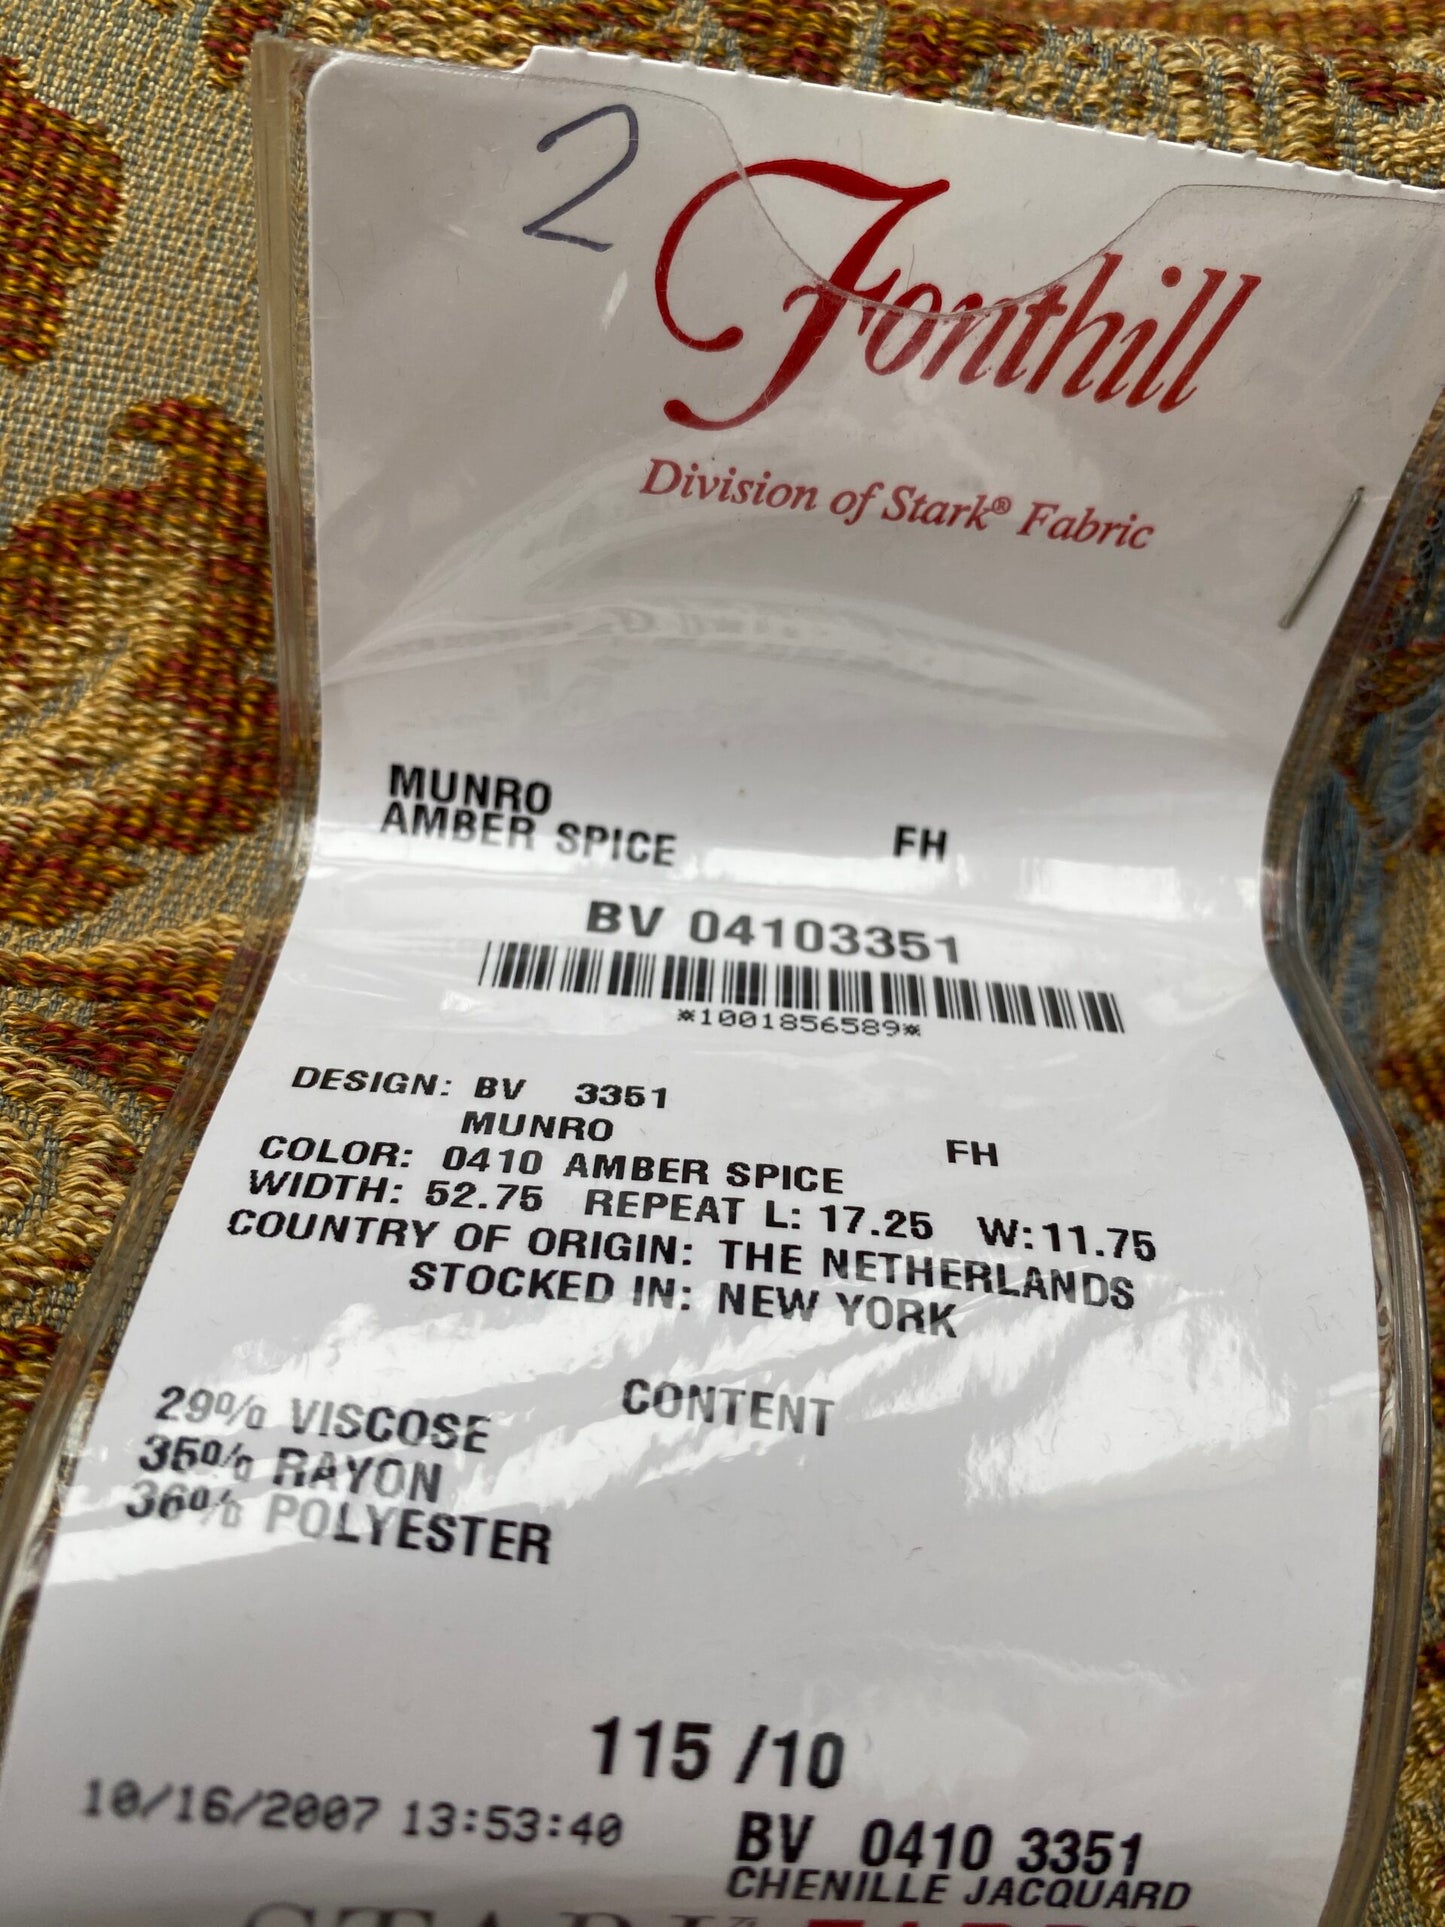 2
Fonthill
Division of Stark® Fabric
MUNRO
AMBER SPICE FH
BV 04103351
*1001856589*
DESIGN: BV 3351
MUNRO FH
COLOR: 0410 AMBER SPICE
WIDTH: 52.75 REPEAT L: 17.25 W:11.75
COUNTRY OF ORIGIN: THE NETHERLANDS
STOCKED IN: NEW YORK
CONTENT
29% VISCOSE
35% RAYON
36% POLYESTER
115 /10
10/16/2007 13:53:40
BV 0410 3351
CHENILLE JACQUARD